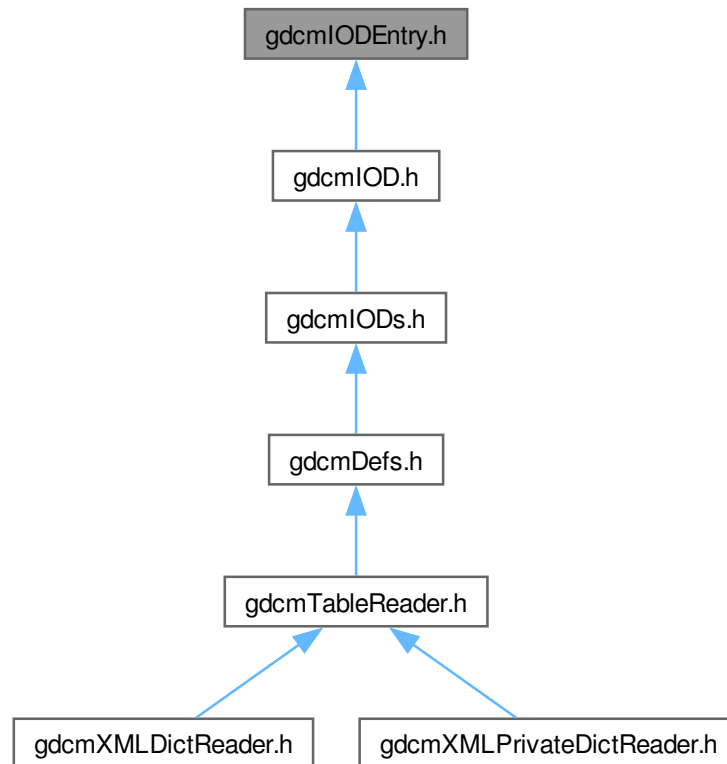 gdcmIODEntry.h
gdcmIOD.h
gdcmIODs.h
gdcmDefs.h
gdcmTableReader.h
gdcmXMLDictReader.h
gdcmXMLPrivateDictReader.h